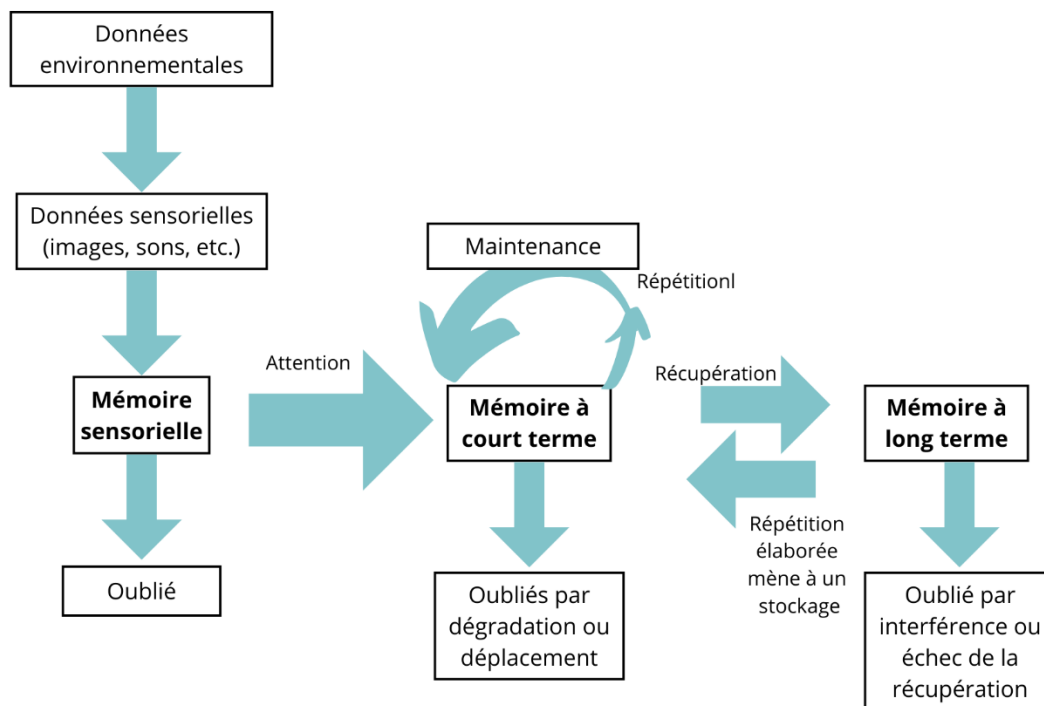 Données
environnementales
Données sensorielles
(images, sons, etc.)
Mémoire
sensorielle
Oublié
Attention
Maintenance
Répétitionl
Mémoire à
court terme
Oubliés par
dégradation ou
déplacement
Récupération
Répétition
élaborée
mène à un
stockage
Mémoire à
long terme
Oublié par
interférence ou
échec de la
récupération